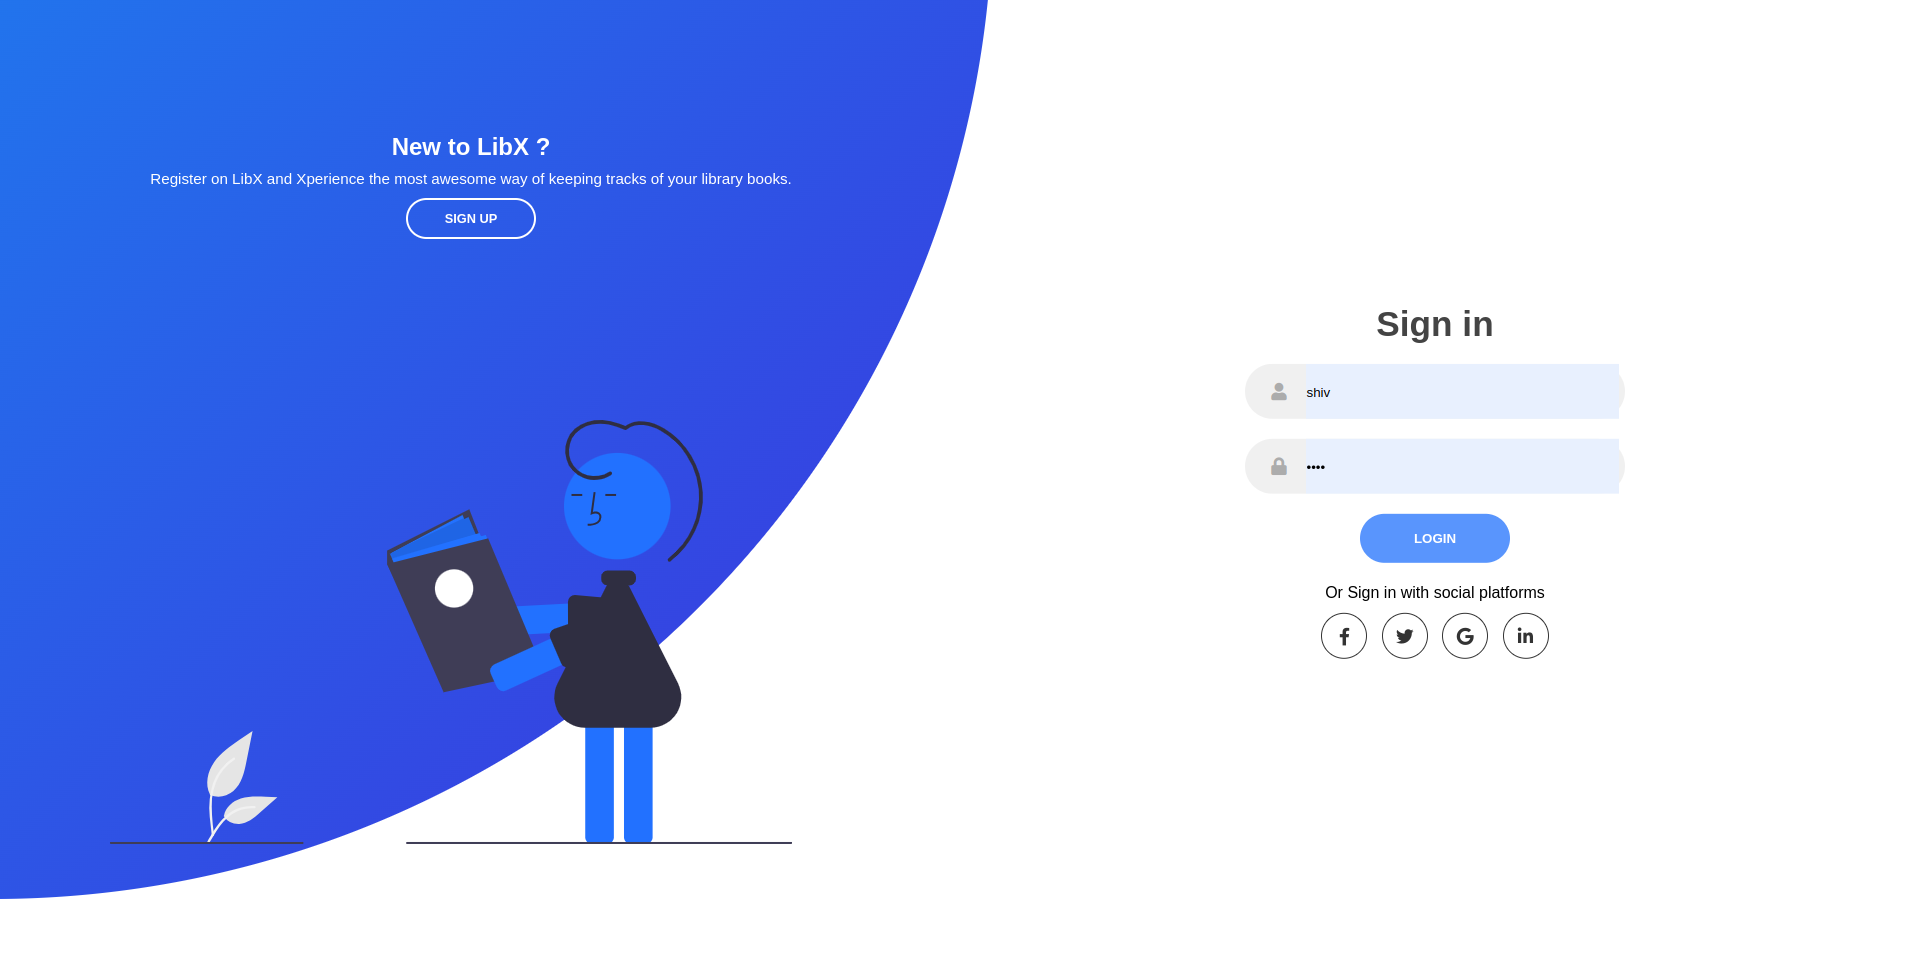 New to LibX ?
Register on LibX and Xperience the most awesome way of keeping tracks of your library books.
SIGN UP
Sign in
shiv
••••
LOGIN
Or Sign in with social platforms